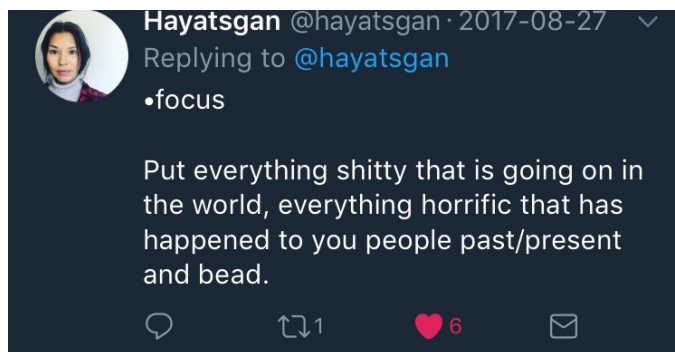 Hayatsgan @hayatsgan · 2017-08-27
Replying to @hayatsgan
•focus
Put everything shitty that is going on in
the world, everything horrific that has
happened to you people past/present
and bead.
1 6